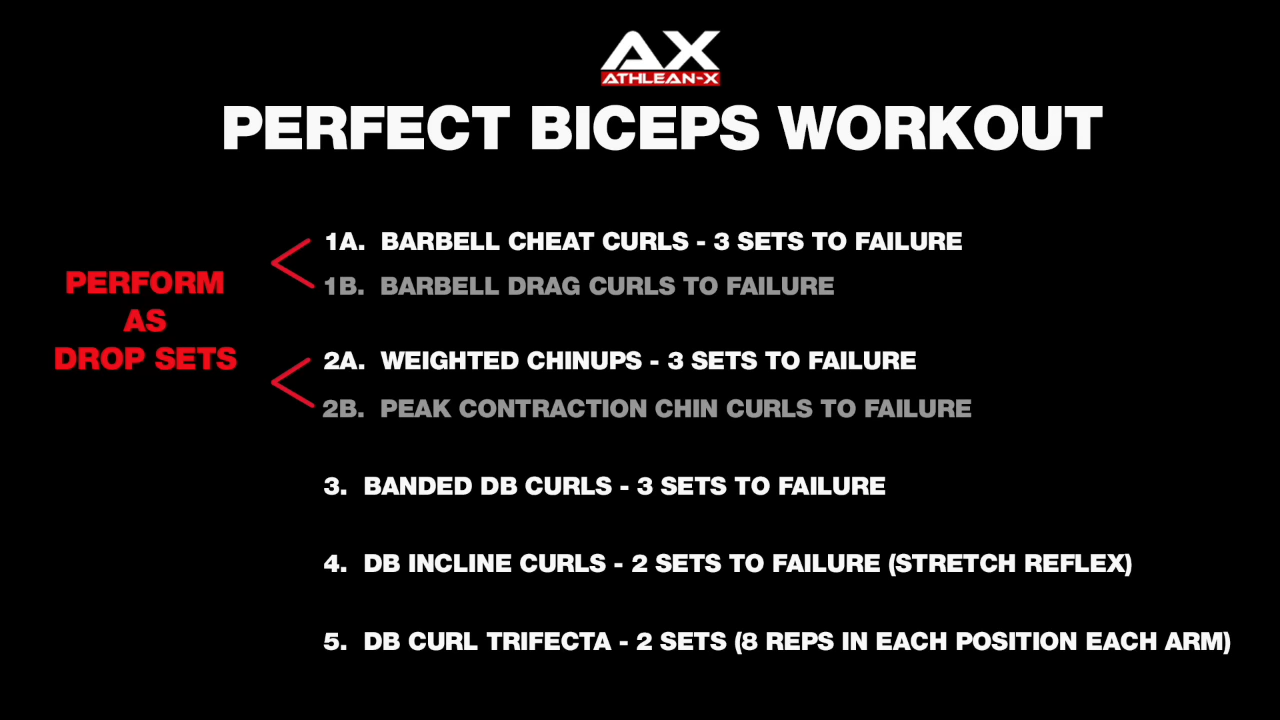 AX
ATHLEAN-X
PERFECT BICEPS WORKOUT
PERFORM
AS
DROP SETS
1A. BARBELL CHEAT CURLS - 3 SETS TO FAILURE
1B. BARBELL DRAG CURLS TO FAILURE
2A. WEIGHTED CHINUPS - 3 SETS TO FAILURE
2B. PEAK CONTRACTION CHIN CURLS TO FAILURE
3. BANDED DB CURLS - 3 SETS TO FAILURE
4. DB INCLINE CURLS - 2 SETS TO FAILURE (STRETCH REFLEX)
5. DB CURL TRIFECTA - 2 SETS (8 REPS IN EACH POSITION EACH ARM)